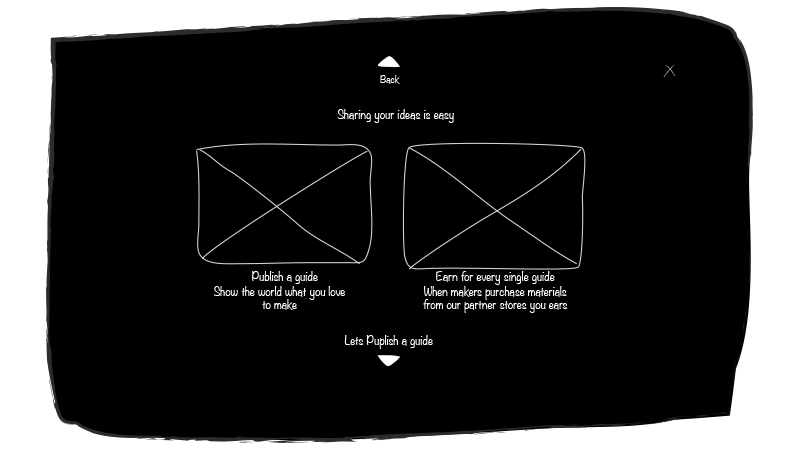 Back
X
Sharing your ideas is easy
Publish a guide
Show the world what you love
to make
Earn for every single guide
When makers purchase materials
from our partner stores you ears
Lets Puplish a guide